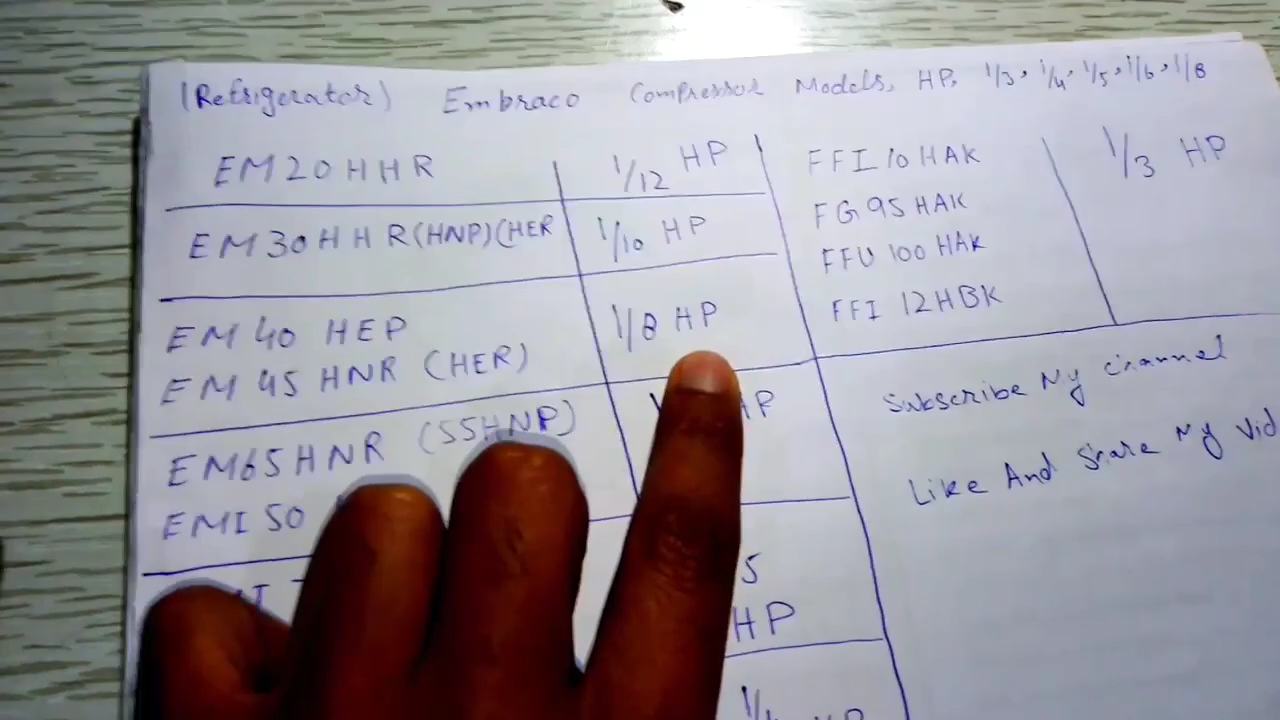 (Refrigerator) Embraco Compressor Models, HP, 1/3, 1/4, 1/5, 1/6, 1/8
EM20HHR 1/12 HP
EM30HHR(HNP)(HER 1/10 HP
EM 40 HEP
EM 45 HNR (HER) 1/8 HP
EM65HNR (55HNP) HP
EMI 50
5
HP
FFI 10 HAK 1/3 HP
FG 95 HAK
FFU 100 HAK
FFI 12HBK
Subscribe My channel
Like And Share My vid